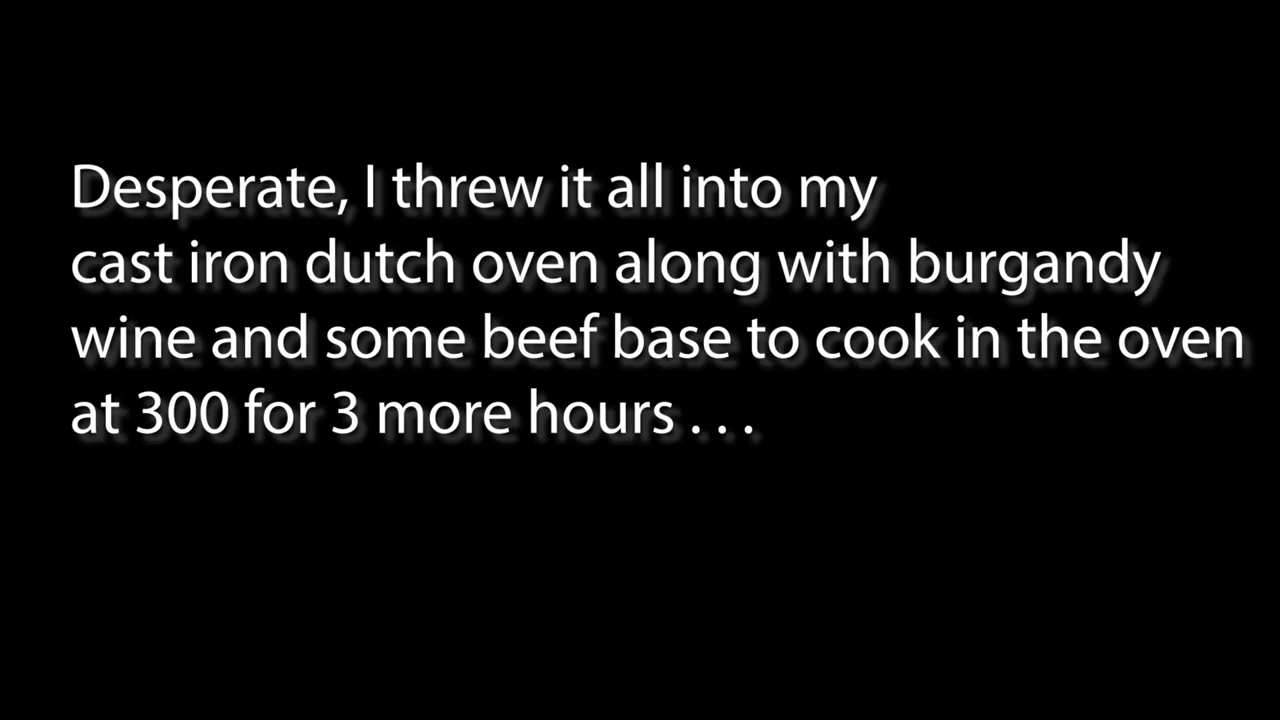 Desperate, I threw it all into my
cast iron dutch oven along with burgandy
wine and some beef base to cook in the oven
at 300 for 3 more hours . . .